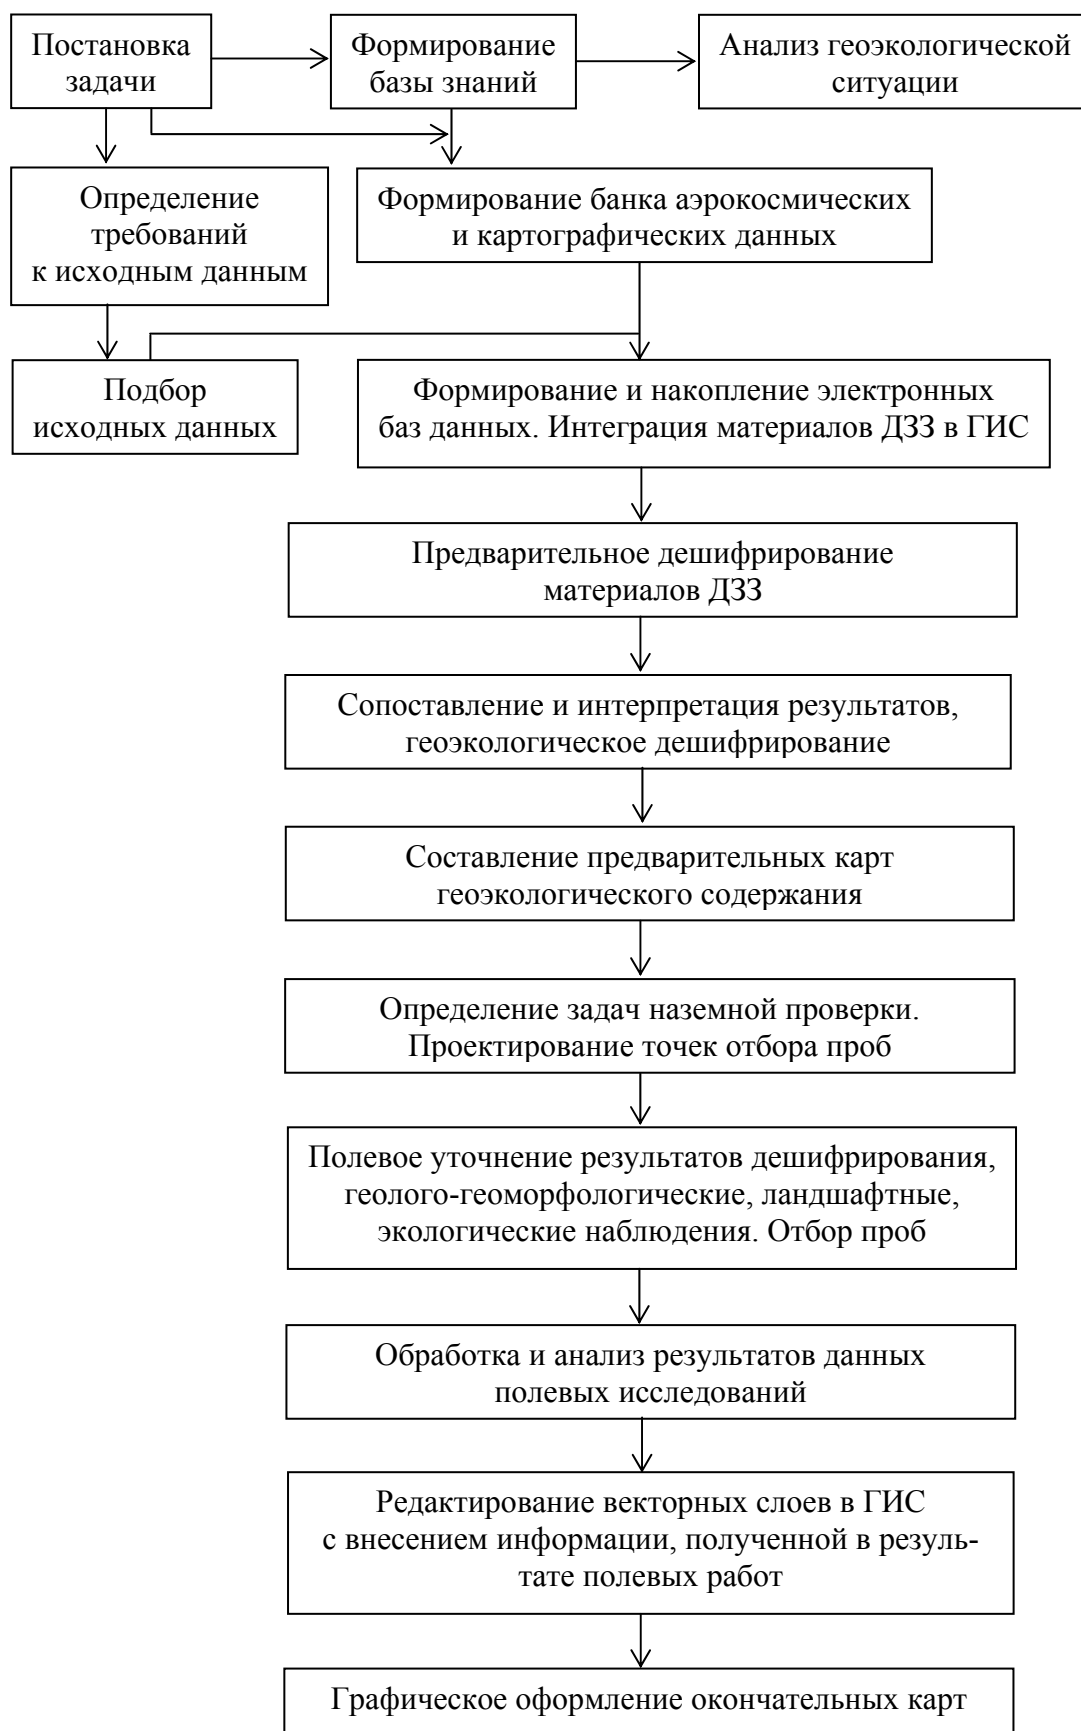 Постановка
задачи
Формирование
базы знаний
Анализ геоэкологической
ситуации
Определение
требований
к исходным данным
Формирование банка аэрокосмических
и картографических данных
Подбор
исходных данных
Формирование и накопление электронных
баз данных. Интеграция материалов ДЗЗ в ГИС
Предварительное дешифрирование
материалов ДЗЗ
Сопоставление и интерпретация результатов,
геоэкологическое дешифрирование
Составление предварительных карт
геоэкологического содержания
Определение задач наземной проверки.
Проектирование точек отбора проб
Полевое уточнение результатов дешифрирования,
геолого-геоморфологические, ландшафтные,
экологические наблюдения. Отбор проб
Обработка и анализ результатов данных
полевых исследований
Редактирование векторных слоев в ГИС
с внесением информации, полученной в резуль-
тате полевых работ
Графическое оформление окончательных карт